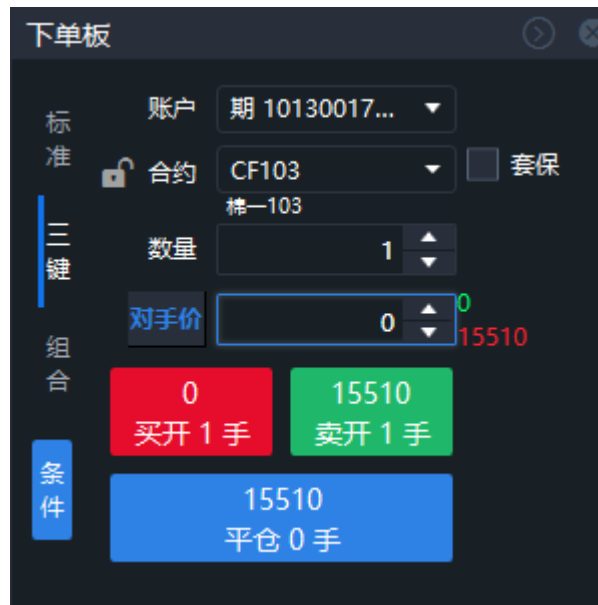 下单板
标准
三键
组合
条件
账户 期 10130017...
合约 CF103 套保
棉一103
数量 1
对手价 0
0
15510
0
买开 1 手
15510
卖开 1 手
15510
平仓 0 手